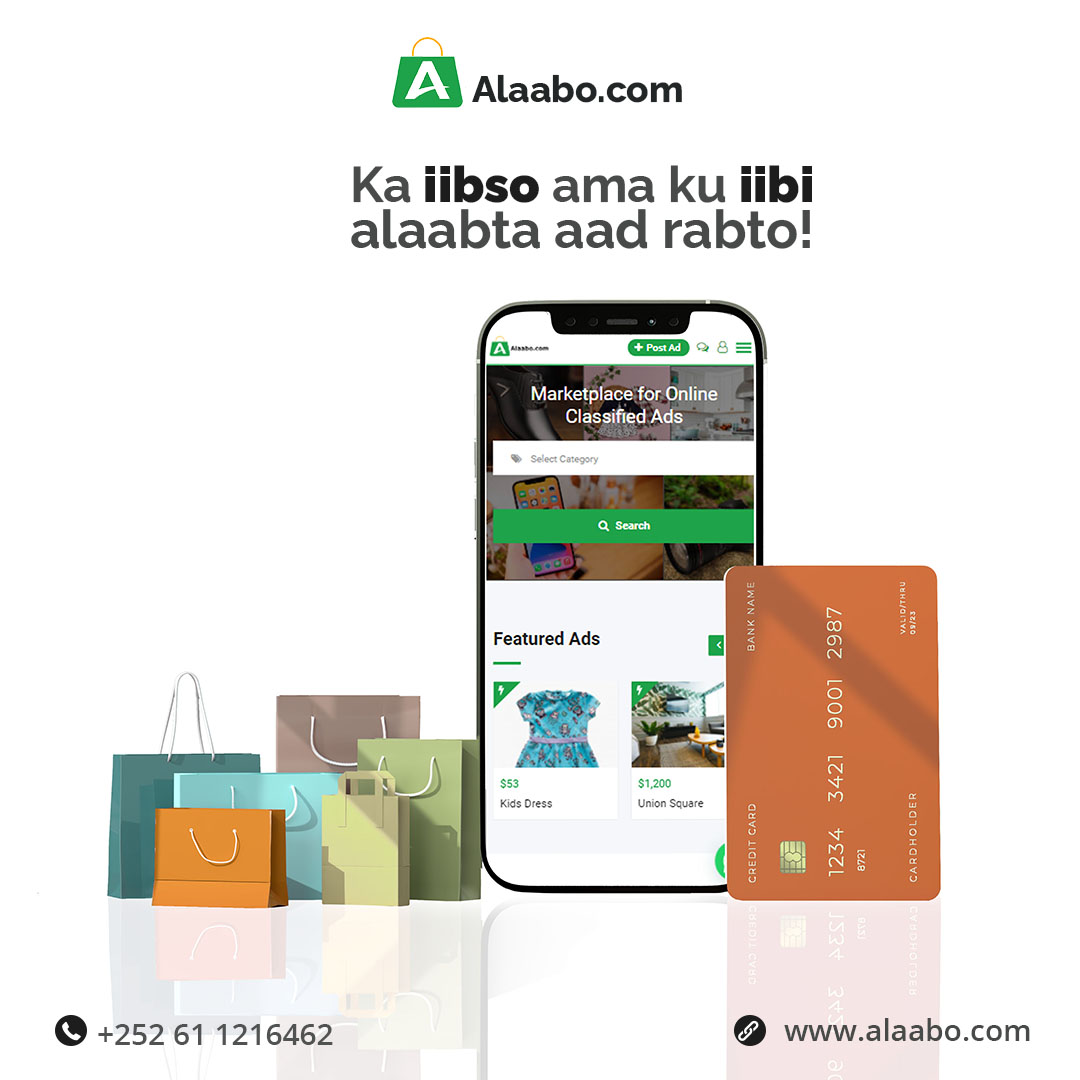 Alaabo.com
Ka iibso ama ku iibi
alaabta aad rabto!
Alaabo.com
+ Post Ad
Marketplace for Online
Classified Ads
Select Category
Search
Featured Ads
$53
Kids Dress
$1,200
Union Square
BANK NAME
VALID/THRU
09/23
1234 3421 9001 2987
8721
CREDIT CARD
CARDHOLDER
+252 61 1216462
www.alaabo.com